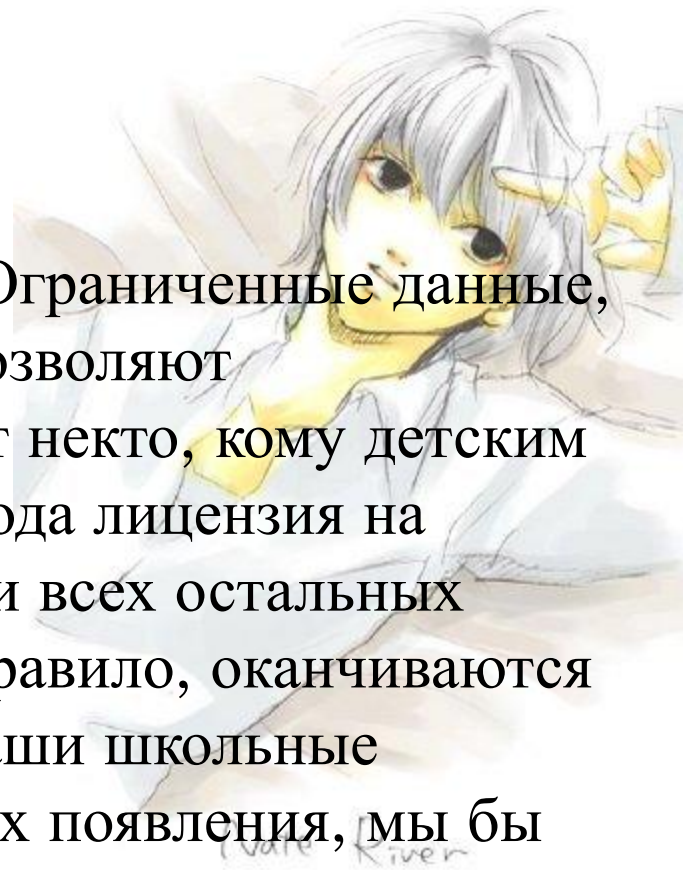 Ограниченные данные,
озволяют
т некто, кому детским
ода лицензия на
и всех остальных
равило, оканчиваются
аши школьные
х появления, мы бы
Nate River